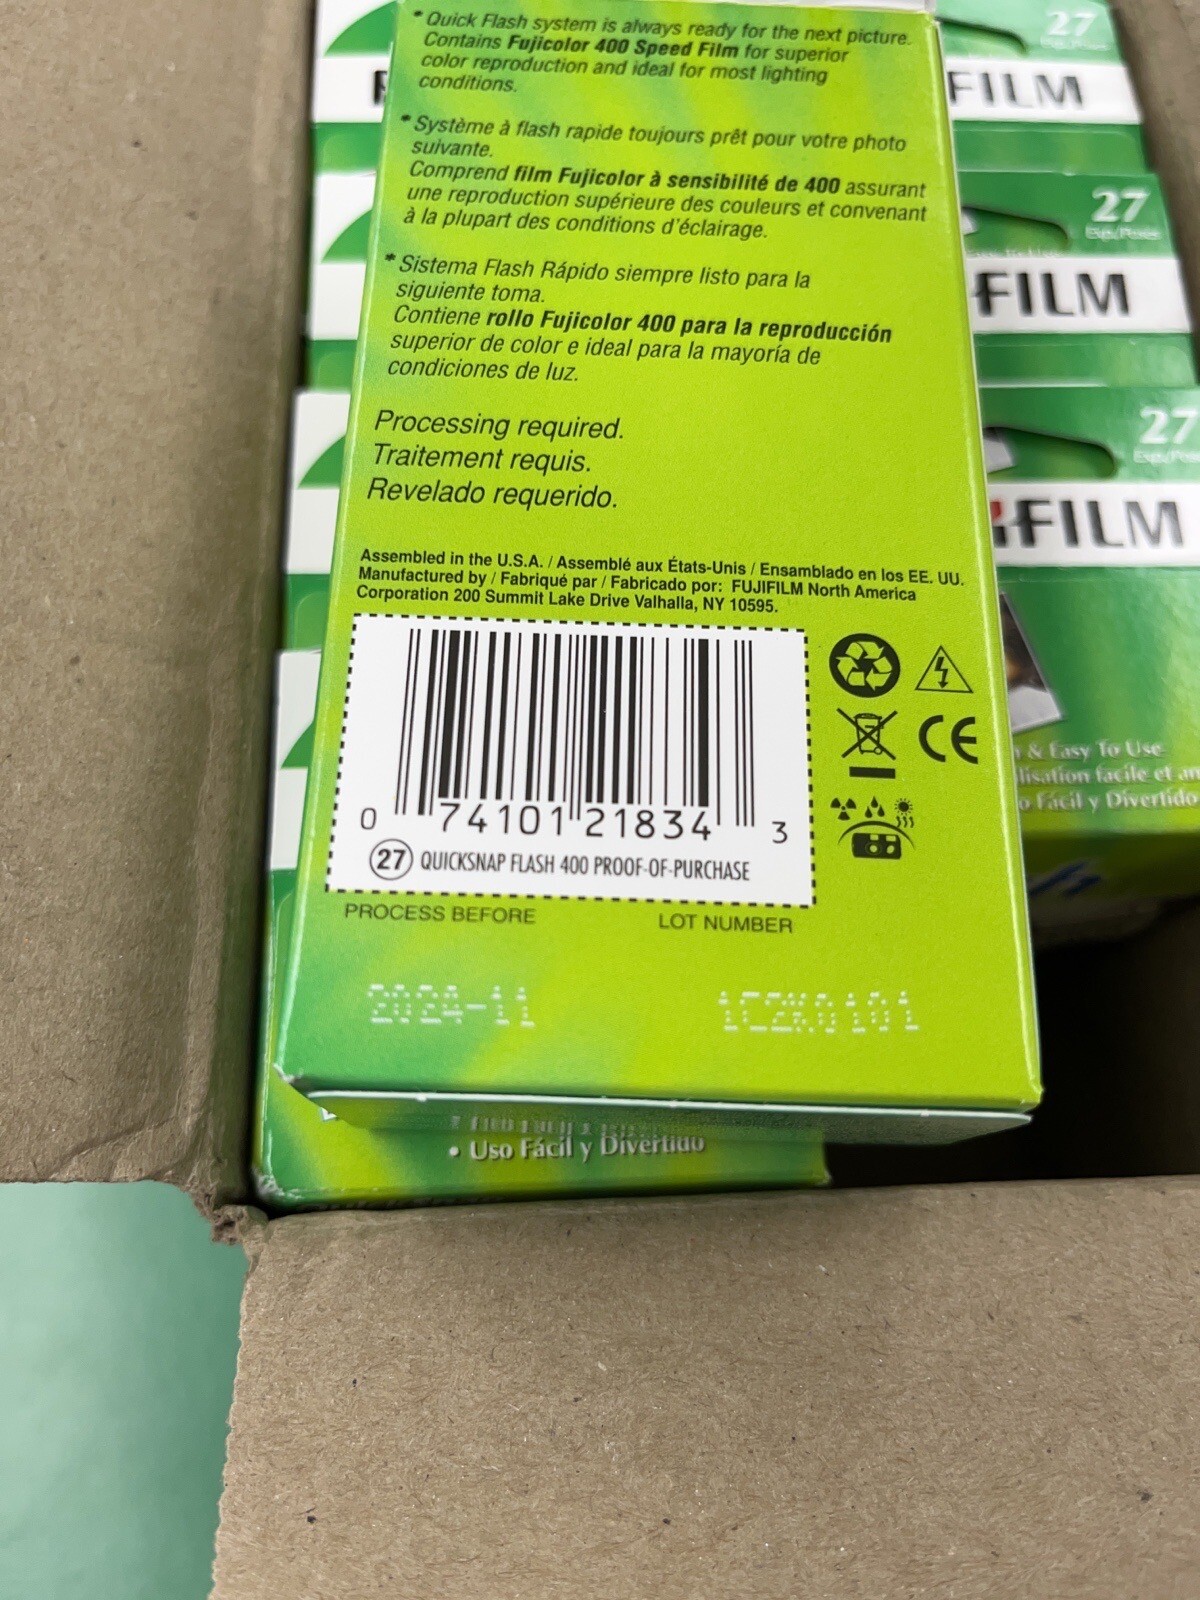 * Quick Flash system is always ready for the next picture.
Contains Fujicolor 400 Speed Film for superior
color reproduction and ideal for most lighting
conditions.
* Système à flash rapide toujours prêt pour votre photo
suivante.
Comprend film Fujicolor à sensibilité de 400 assurant
une reproduction supérieure des couleurs et convenant
à la plupart des conditions d'éclairage.
* Sistema Flash Rápido siempre listo para la
siguiente toma.
Contiene rollo Fujicolor 400 para la reproducción
superior de color e ideal para la mayoría de
condiciones de luz.
Processing required.
Traitement requis.
Revelado requerido.
Assembled in the U.S.A. / Assemblé aux États-Unis / Ensamblado en los EE. UU.
Manufactured by / Fabriqué par / Fabricado por: FUJIFILM North America
Corporation 200 Summit Lake Drive Valhalla, NY 10595.
0 74101 21834 3
27 QUICKSNAP FLASH 400 PROOF-OF-PURCHASE
CE
PROCESS BEFORE
LOT NUMBER
2024-11
1C2K0101
• Uso Fácil y Divertido
27
FILM
27
Exp./Poses
FILM
27
FILM
& Easy To Use
facile et
Fácil y Divertido